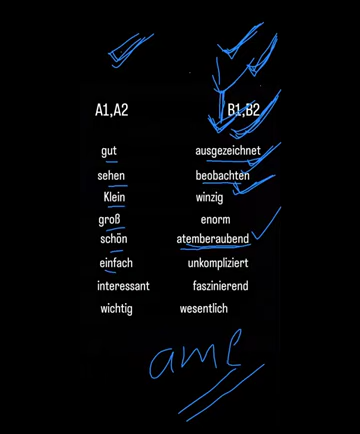 A1,A2 B1,B2
gut ausgezeichnet
sehen beobachten
Klein winzig
groß enorm
schön atemberaubend
einfach unkompliziert
interessant faszinierend
wichtig wesentlich